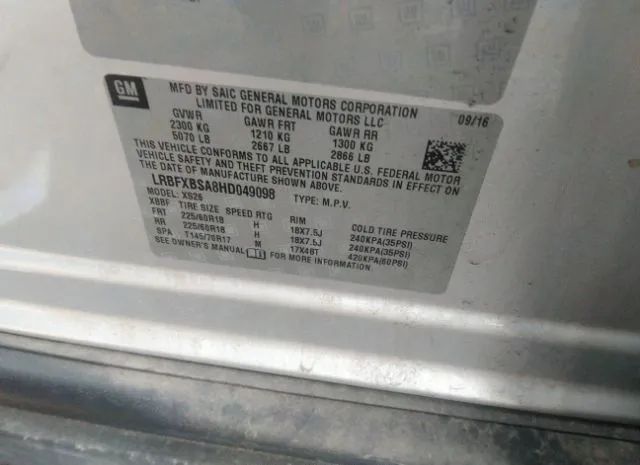 GM
MFD BY SAIC GENERAL MOTORS CORPORATION
LIMITED FOR GENERAL MOTORS LLC
09/16
GVWR GAWR FRT GAWR RR
2300 KG 1210 KG 1300 KG
5070 LB 2667 LB 2866 LB
THIS VEHICLE CONFORMS TO ALL APPLICABLE U.S. FEDERAL MOTOR
VEHICLE SAFETY AND THEFT PREVENTION STANDARDS IN EFFECT ON
THE DATE OF MANUFACTURE SHOWN ABOVE.
LRBFXBSA8HD049098 TYPE: M.P.V.
MODEL: XS26
XBBF TIRE SIZE SPEED RTG RIM COLD TIRE PRESSURE
FRT 225/60R18 H 18X7.5J 240KPA(35PSI)
RR 225/60R18 H 18X7.5J 240KPA(35PSI)
SPA T145/70R17 M 17X4BT 420KPA(60PSI)
SEE OWNER'S MANUAL FOR MORE INFORMATION